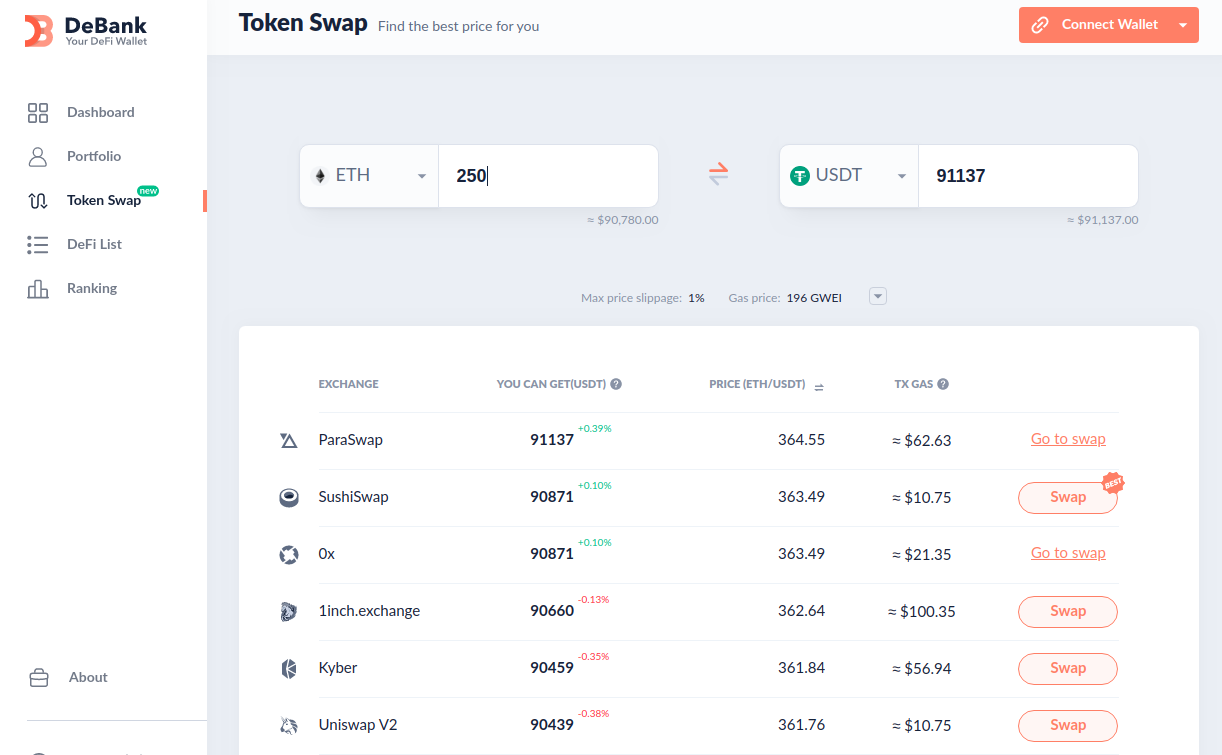 DeBank
Your DeFi Wallet
Token Swap Find the best price for you
Connect Wallet
Dashboard
Portfolio
Token Swap new
DeFi List
Ranking
About
ETH 250
≈ $90,780.00
USDT 91137
≈ $91,137.00
Max price slippage: 1% Gas price: 196 GWEI
EXCHANGE YOU CAN GET(USDT) ? PRICE (ETH/USDT) TX GAS ?
ParaSwap 91137 +0.39% 364.55 ≈ $62.63 Go to swap
SushiSwap 90871 +0.10% 363.49 ≈ $10.75 Swap BEST
0x 90871 +0.10% 363.49 ≈ $21.35 Go to swap
1inch.exchange 90660 -0.13% 362.64 ≈ $100.35 Swap
Kyber 90459 -0.35% 361.84 ≈ $56.94 Swap
Uniswap V2 90439 -0.38% 361.76 ≈ $10.75 Swap